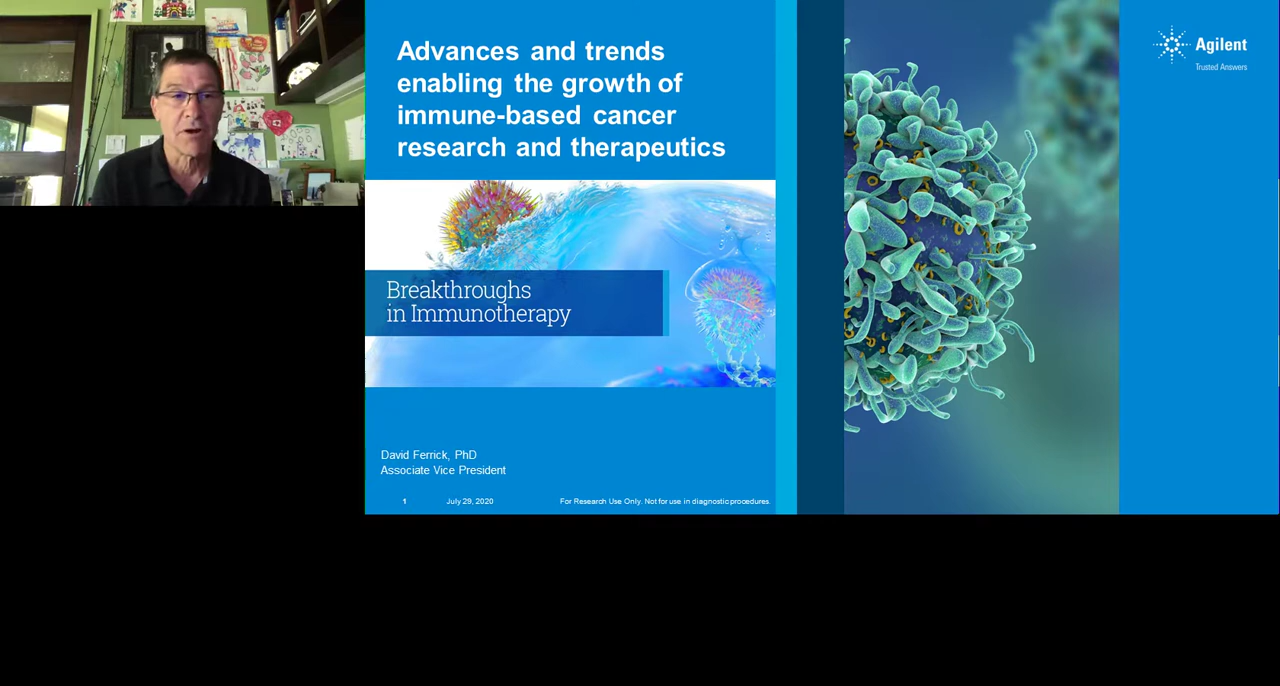 Advances and trends
enabling the growth of
immune-based cancer
research and therapeutics
Agilent
Trusted Answers
Breakthroughs
in Immunotherapy
David Ferrick, PhD
Associate Vice President
1
July 29, 2020
For Research Use Only. Not for use in diagnostic procedures.